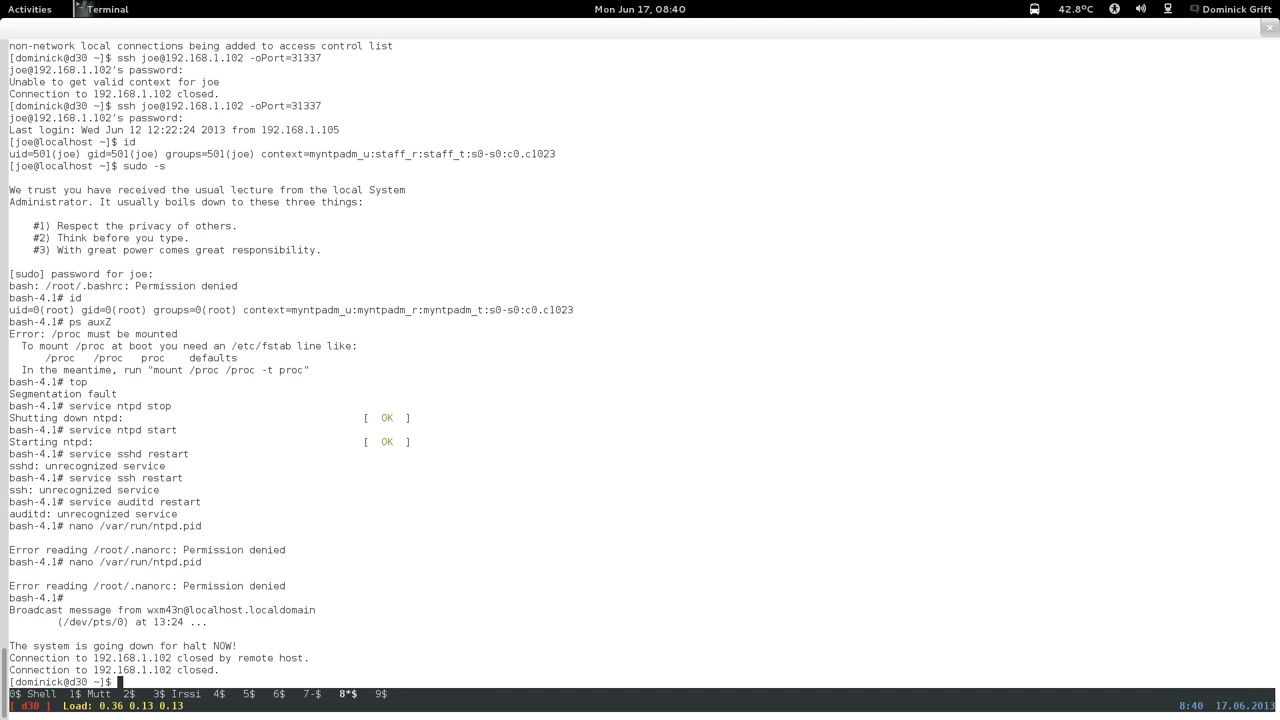 Activities
Terminal
Mon Jun 17, 08:40
42.8°C
Dominick Grift
non-network local connections being added to access control list
[dominick@d30 ~]$ ssh joe@192.168.1.102 -oPort=31337
joe@192.168.1.102's password:
Unable to get valid context for joe
Connection to 192.168.1.102 closed.
[dominick@d30 ~]$ ssh joe@192.168.1.102 -oPort=31337
joe@192.168.1.102's password:
Last login: Wed Jun 12 12:22:24 2013 from 192.168.1.105
[joe@localhost ~]$ id
uid=501(joe) gid=501(joe) groups=501(joe) context=myntpadm_u:staff_r:staff_t:s0-s0:c0.c1023
[joe@localhost ~]$ sudo -s
We trust you have received the usual lecture from the local System
Administrator. It usually boils down to these three things:
#1) Respect the privacy of others.
#2) Think before you type.
#3) With great power comes great responsibility.
[sudo] password for joe:
bash: /root/.bashrc: Permission denied
bash-4.1# id
uid=0(root) gid=0(root) groups=0(root) context=myntpadm_u:myntpadm_r:myntpadm_t:s0-s0:c0.c1023
bash-4.1# ps auxZ
Error: /proc must be mounted
To mount /proc at boot you need an /etc/fstab line like:
/proc /proc proc defaults
In the meantime, run "mount /proc /proc -t proc"
bash-4.1# top
Segmentation fault
bash-4.1# service ntpd stop
Shutting down ntpd: [ OK ]
bash-4.1# service ntpd start
Starting ntpd: [ OK ]
bash-4.1# service sshd restart
sshd: unrecognized service
bash-4.1# service ssh restart
ssh: unrecognized service
bash-4.1# service auditd restart
auditd: unrecognized service
bash-4.1# nano /var/run/ntpd.pid
Error reading /root/.nanorc: Permission denied
bash-4.1# nano /var/run/ntpd.pid
Error reading /root/.nanorc: Permission denied
bash-4.1#
Broadcast message from wxm43n@localhost.localdomain
(/dev/pts/0) at 13:24 ...
The system is going down for halt NOW!
Connection to 192.168.1.102 closed by remote host.
Connection to 192.168.1.102 closed.
[dominick@d30 ~]$
0$ Shell 1$ Mutt 2$ 3$ Irssi 4$ 5$ 6$ 7-$ 8*$ 9$
[ d30 ] Load: 0.36 0.13 0.13 8:40 17.06.2013